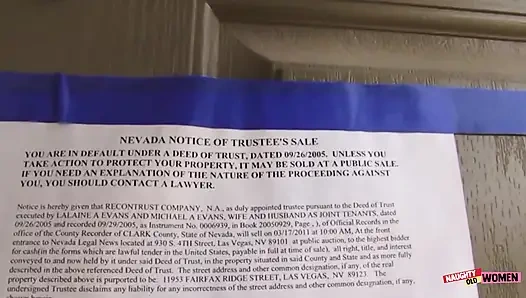 NEVADA NOTICE OF TRUSTEE'S SALE
YOU ARE IN DEFAULT UNDER A DEED OF TRUST, DATED 09/26/2005. UNLESS YOU
TAKE ACTION TO PROTECT YOUR PROPERTY, IT MAY BE SOLD AT A PUBLIC SALE.
IF YOU NEED AN EXPLANATION OF THE NATURE OF THE PROCEEDING AGAINST
YOU, YOU SHOULD CONTACT A LAWYER.
Notice is hereby given that RECONTRUST COMPANY, N.A., as duly appointed trustee pursuant to the Deed of Trust
executed by LALAINE A EVANS AND MICHAEL A EVANS, WIFE AND HUSBAND AS JOINT TENANTS, dated
09/26/2005 and recorded 09/29/2005, as Instrument No. 0006939, in Book 20050929, Page , ), of Official Records in the
office of the County Recorder of CLARK County, State of Nevada, will sell on 03/17/2011 at 10:00 AM, At the front
entrance to Nevada Legal News located at 930 S. 4TH Street, Las Vegas, NV 89101 at public auction, to the highest bidder
for cash(in the forms which are lawful tender in the United States, payable in full at time of sale), all right, title, and interest
conveyed to and now held by it under said Deed of Trust, in the property situated in said County and State and as more fully
described in the above referenced Deed of Trust. The street address and other common designation, if any, of the real
property described above is purported to be: 11953 FAIRFAX RIDGE STREET, LAS VEGAS, NV 89123 The
undersigned Trustee disclaims any liability for any incorrectness of the street address and other common designation, if any,
NAUGHTY
OLD WOMEN